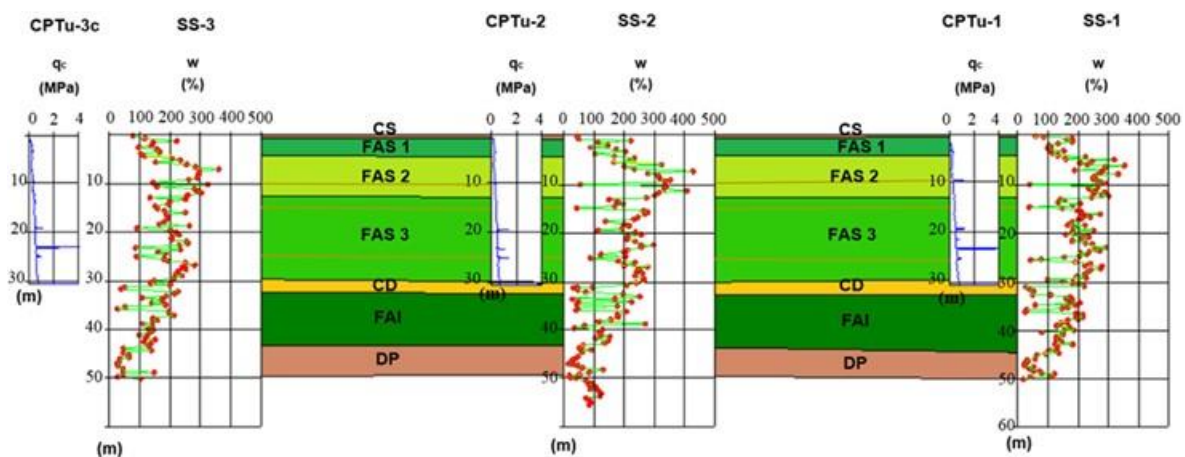 CPTu-3c SS-3 CPTu-2 SS-2 CPTu-1 SS-1
qc w qc w qc w
(MPa) (%) (MPa) (%) (MPa) (%)
0 2 4 100 200 300 400 500 0 2 4 100 200 300 400 500 0 2 4 0 100 200 300 400 500
CS CS
FAS 1 FAS 1
FAS 2 FAS 2
10 10 10 10 10 10
20 20 20 20 20 20
FAS 3 FAS 3
30 30 30 30 30 30
(m) (m) (m)
CD CD
FAI FAI
40 40 40
DP DP
50 50 50
60
(m) (m) (m)